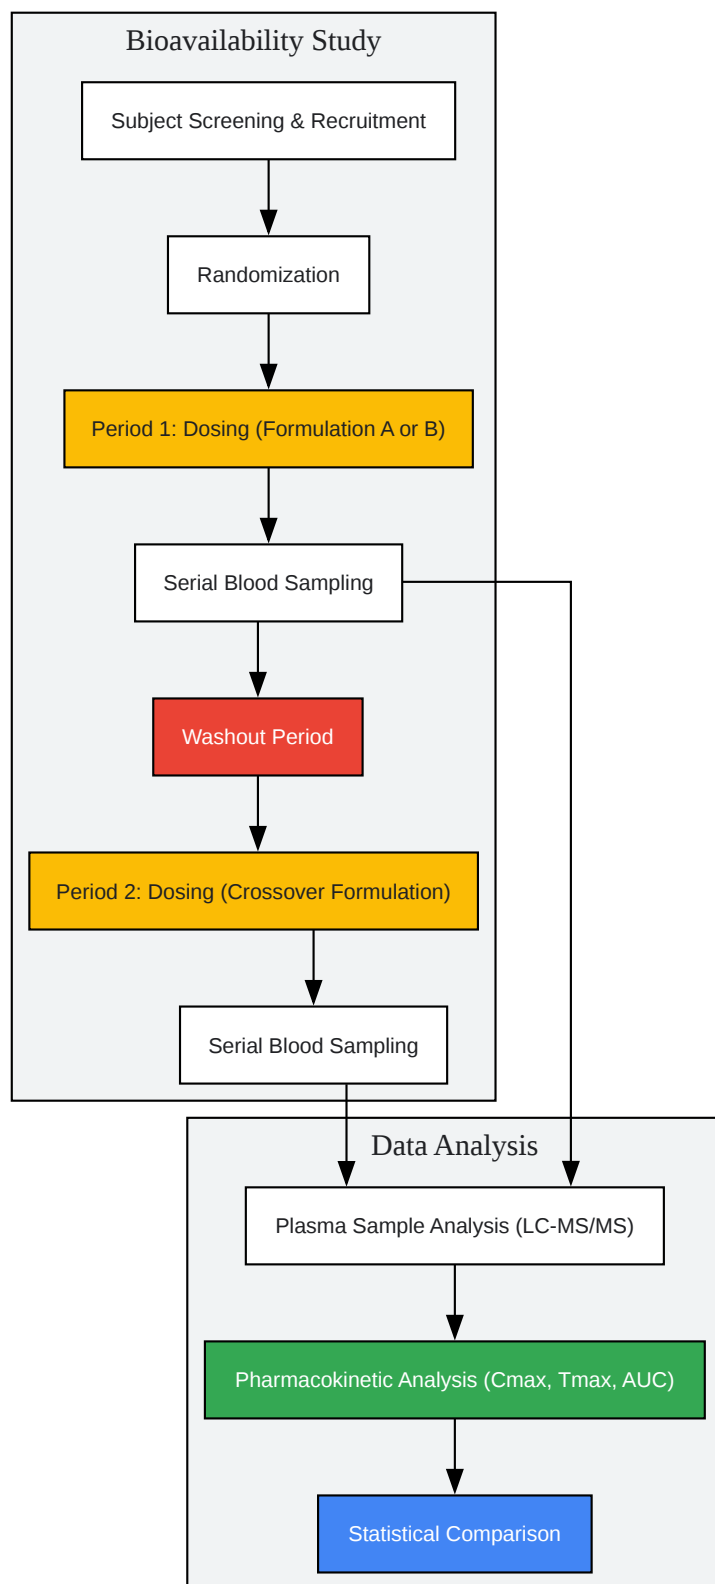 Bioavailability Study
Subject Screening & Recruitment
Randomization
Period 1: Dosing (Formulation A or B)
Serial Blood Sampling
Washout Period
Period 2: Dosing (Crossover Formulation)
Serial Blood Sampling
Data Analysis
Plasma Sample Analysis (LC-MS/MS)
Pharmacokinetic Analysis (Cmax, Tmax, AUC)
Statistical Comparison